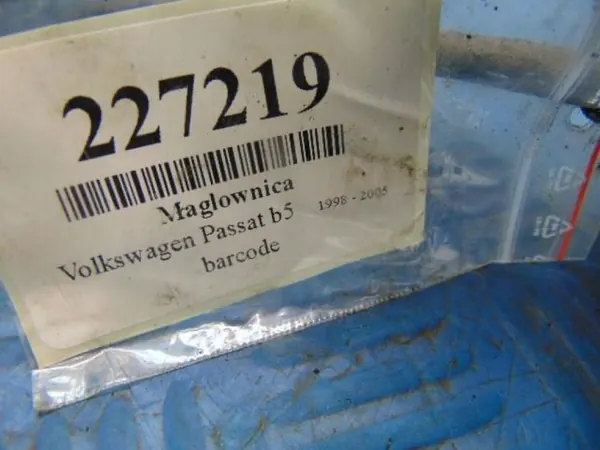 227219
Maglownica
Volkswagen Passat b5 1998 - 2005
barcode